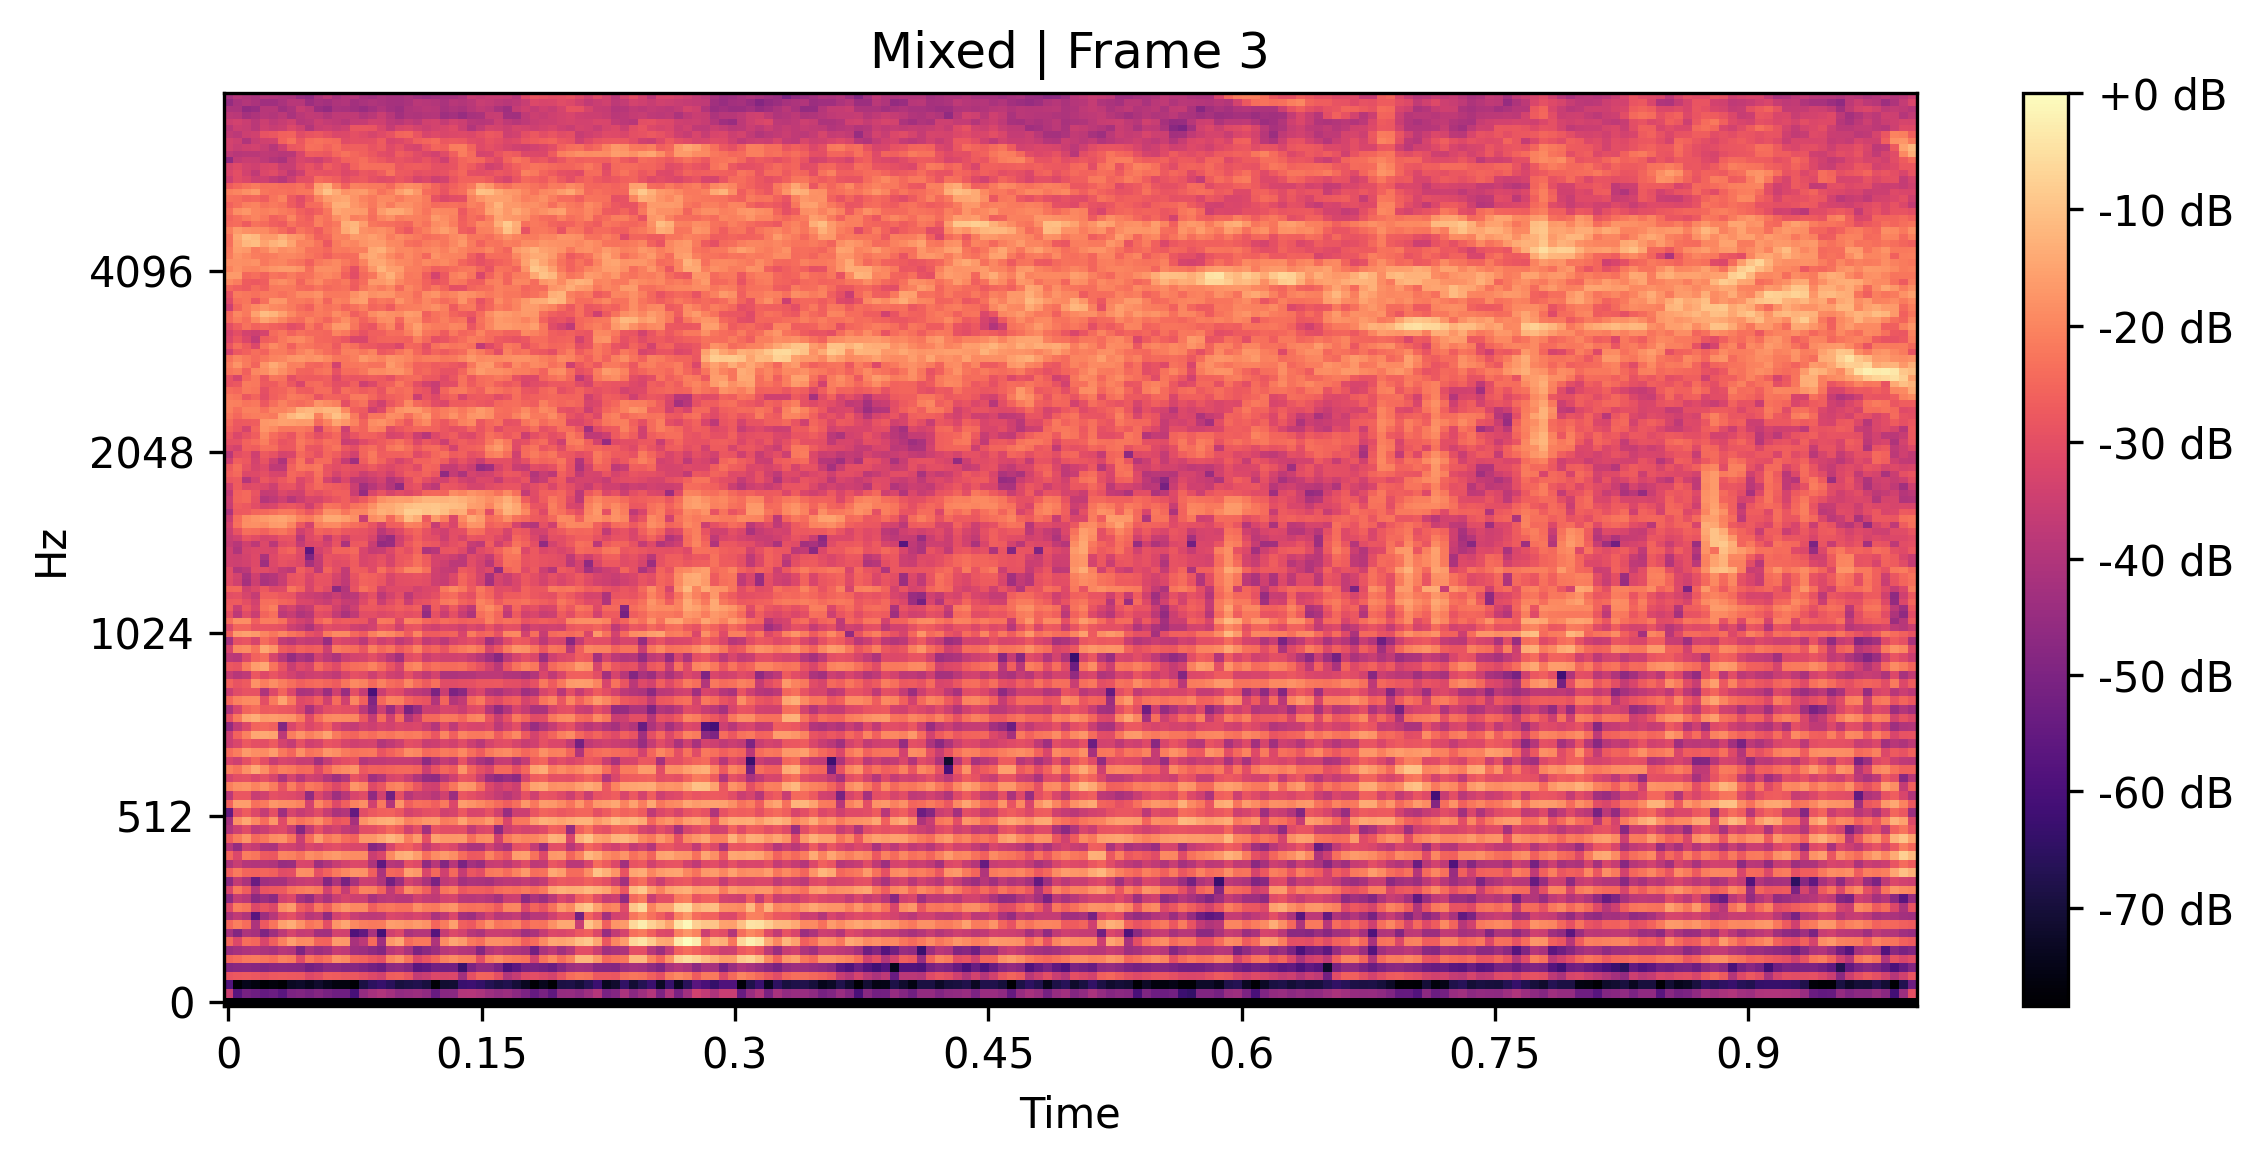 Mixed | Frame 3
+0 dB
-10 dB
-20 dB
-30 dB
-40 dB
-50 dB
-60 dB
-70 dB
Hz
4096
2048
1024
512
0
0 0.15 0.3 0.45 0.6 0.75 0.9
Time